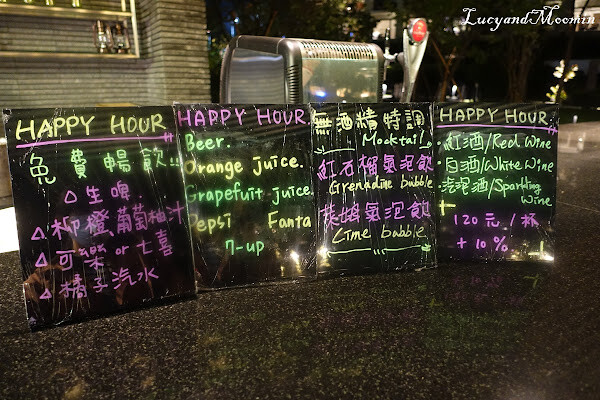 LucyandMoomin
HAPPY HOUR
免費暢飲!!
△生啤
△柳橙葡萄柚汁
△可樂 or 七喜
△橘子汽水
HAPPY HOUR
Beer.
Orange juice.
Grapefuit juice.
Pepsi Fanta
7-up
無酒精特調
Mocktail
紅石榴氣泡飲
Grenadine bubble
萊姆氣泡飲
Lime bubble
HAPPY HOUR
·紅酒/Red Wine
·白酒/White Wine
·汽泡酒/Sparkling
Wine
120元/杯
+10%